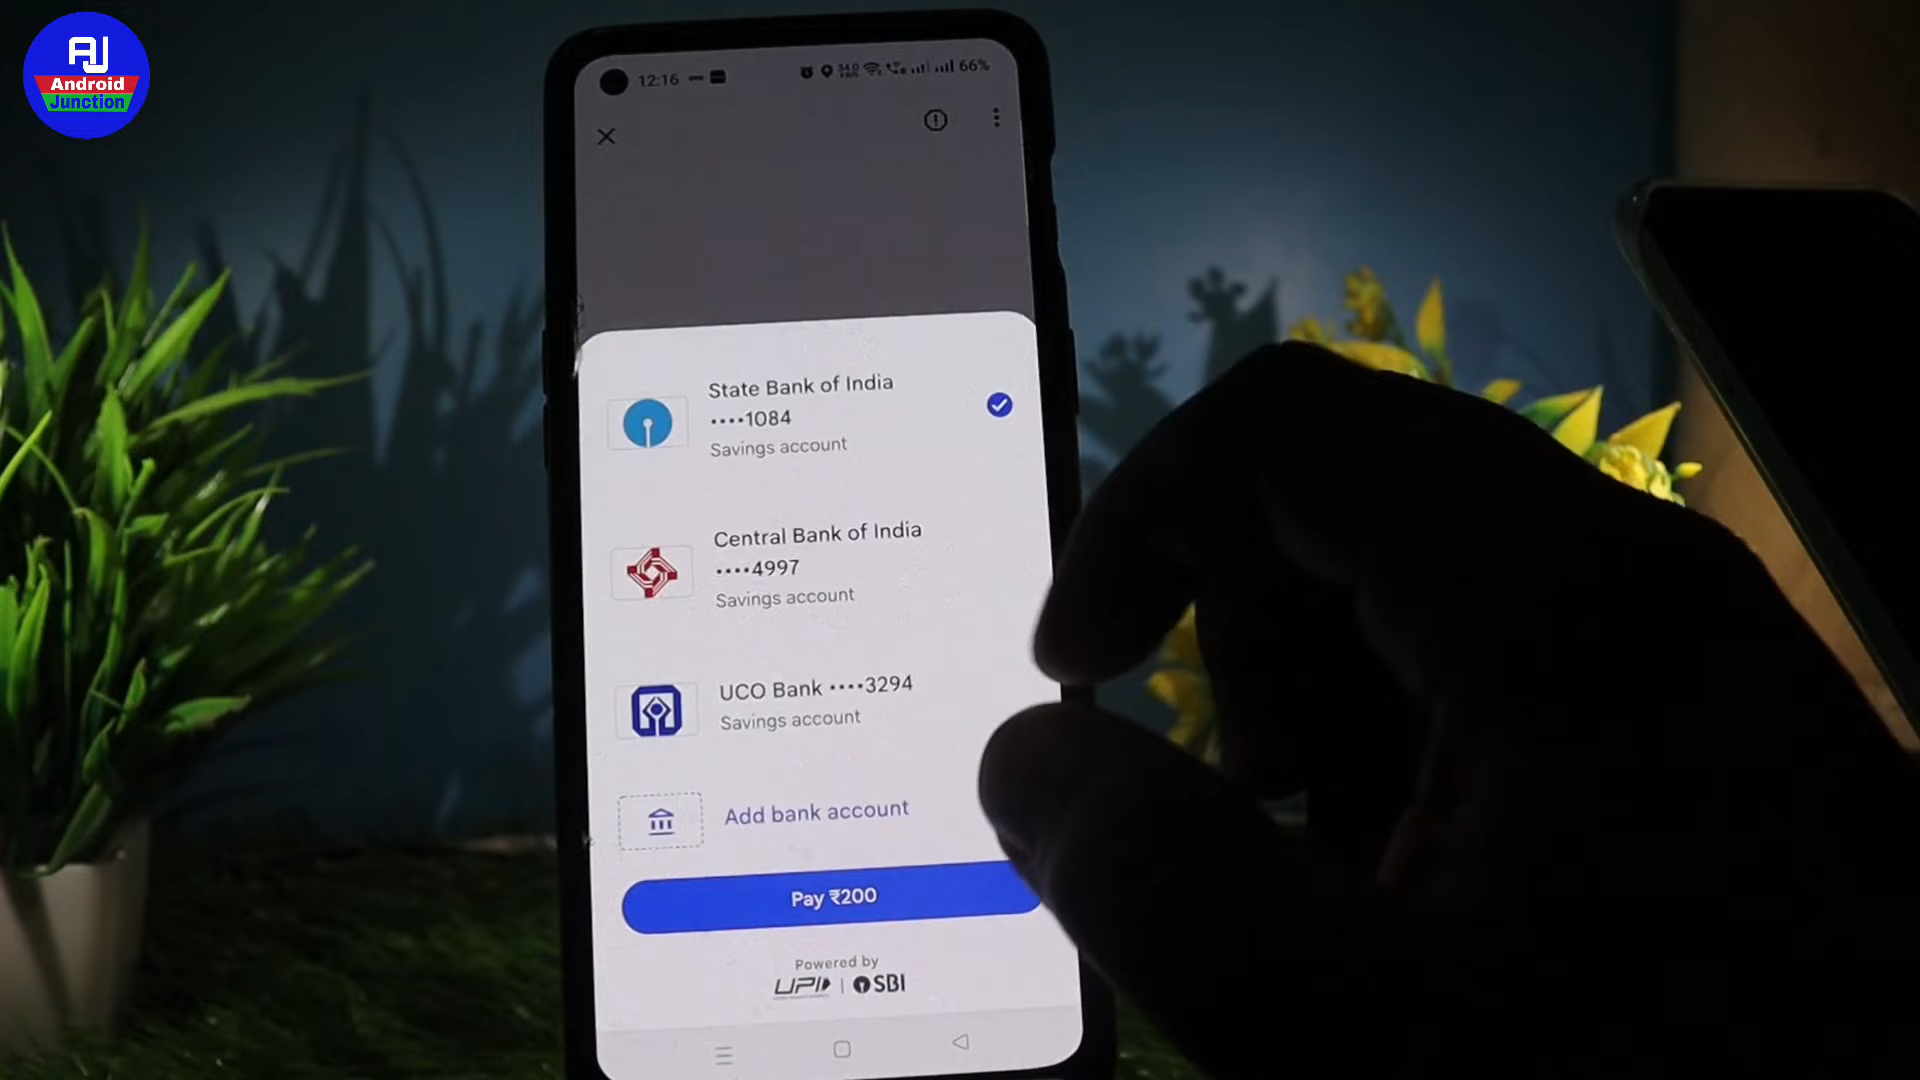 AJ
Android
Junction
12:16
66%
State Bank of India
••••1084
Savings account
Central Bank of India
••••4997
Savings account
UCO Bank ••••3294
Savings account
Add bank account
Pay ₹200
Powered by
UPI | SBI